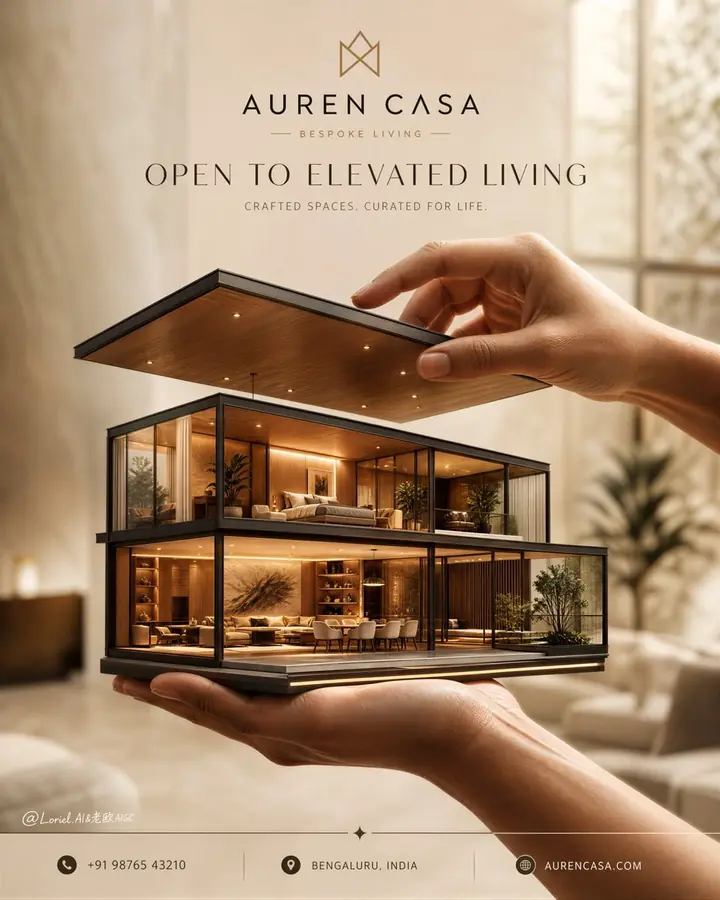 AUREN CASA
BESPOKE LIVING
OPEN TO ELEVATED LIVING
CRAFTED SPACES. CURATED FOR LIFE.
@Loriel.AI&老欧AIGC
+91 98765 43210
BENGALURU, INDIA
AURENCASA.COM